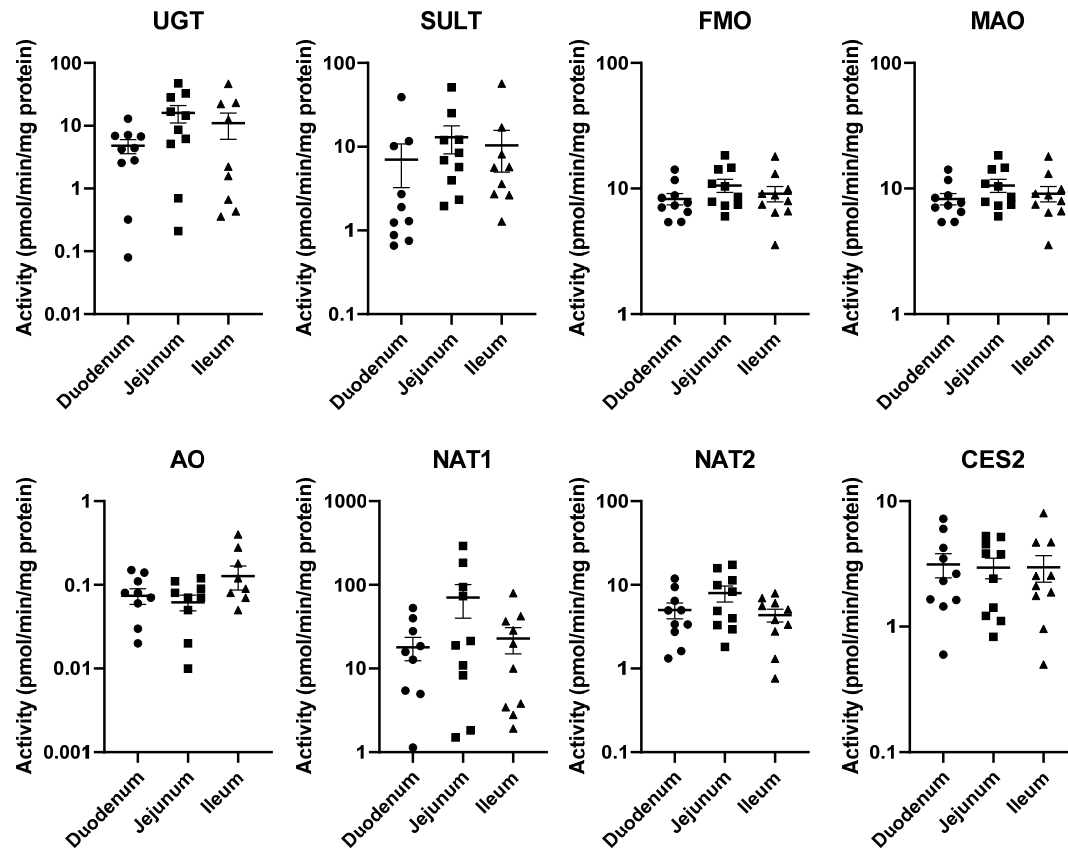 UGT
SULT
FMO
MAO
Activity (pmol/min/mg protein)
100
10
1
0.1
0.01
Duodenum
Jejunum
Ileum
Activity (pmol/min/mg protein)
100
10
1
0.1
Duodenum
Jejunum
Ileum
Activity (pmol/min/mg protein)
100
10
1
Duodenum
Jejunum
Ileum
Activity (pmol/min/mg protein)
100
10
1
Duodenum
Jejunum
Ileum
AO
NAT1
NAT2
CES2
Activity (pmol/min/mg protein)
1
0.1
0.01
0.001
Duodenum
Jejunum
Ileum
Activity (pmol/min/mg protein)
1000
100
10
1
Duodenum
Jejunum
Ileum
Activity (pmol/min/mg protein)
100
10
1
0.1
Duodenum
Jejunum
Ileum
Activity (pmol/min/mg protein)
10
1
0.1
Duodenum
Jejunum
Ileum